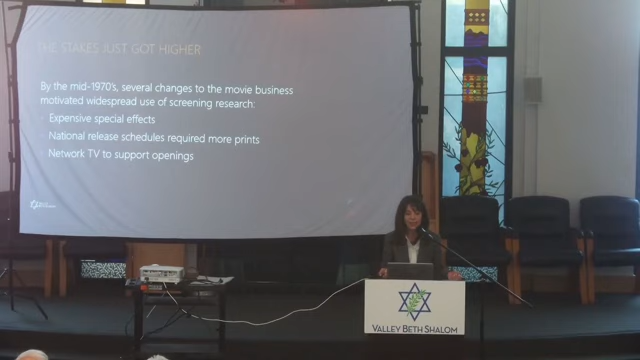 THE STAKES JUST GOT HIGHER
By the mid-1970's, several changes to the movie business
motivated widespread use of screening research:
Expensive special effects
National release schedules required more prints
Network TV to support openings
VALLEY BETH SHALOM